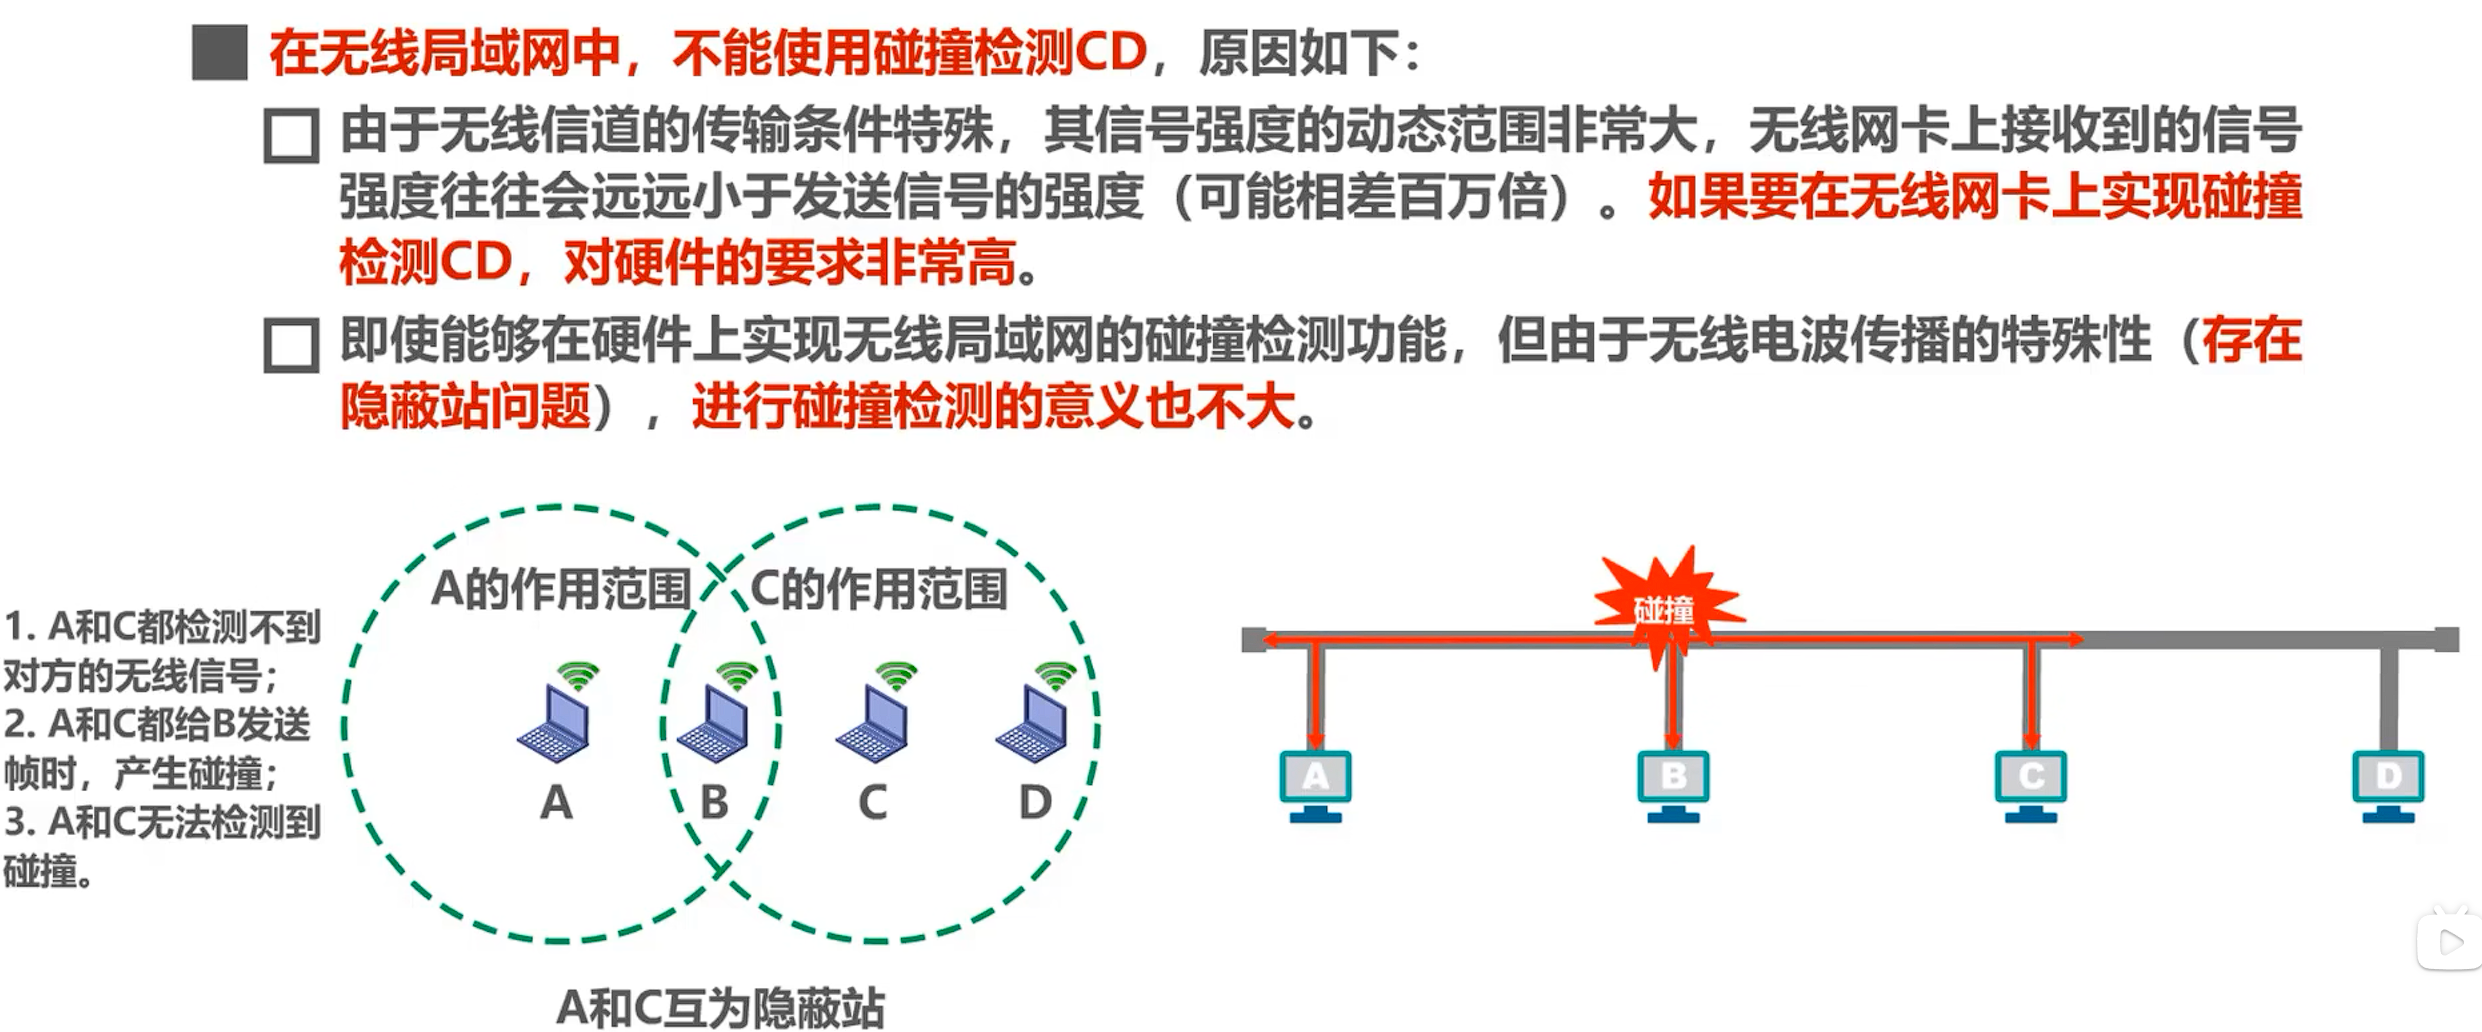 在无线局域网中，不能使用碰撞检测CD，原因如下：
由于无线信道的传输条件特殊，其信号强度的动态范围非常大，无线网卡上接收到的信号
强度往往会远远小于发送信号的强度（可能相差百万倍）。如果要在无线网卡上实现碰撞
检测CD，对硬件的要求非常高。
即使能够在硬件上实现无线局域网的碰撞检测功能，但由于无线电波传播的特殊性（存在
隐蔽站问题），进行碰撞检测的意义也不大。
A的作用范围
C的作用范围
1. A和C都检测不到
对方的无线信号；
2. A和C都给B发送
帧时，产生碰撞；
3. A和C无法检测到
碰撞。
A
B
C
D
A和C互为隐蔽站
碰撞
A
B
C
D